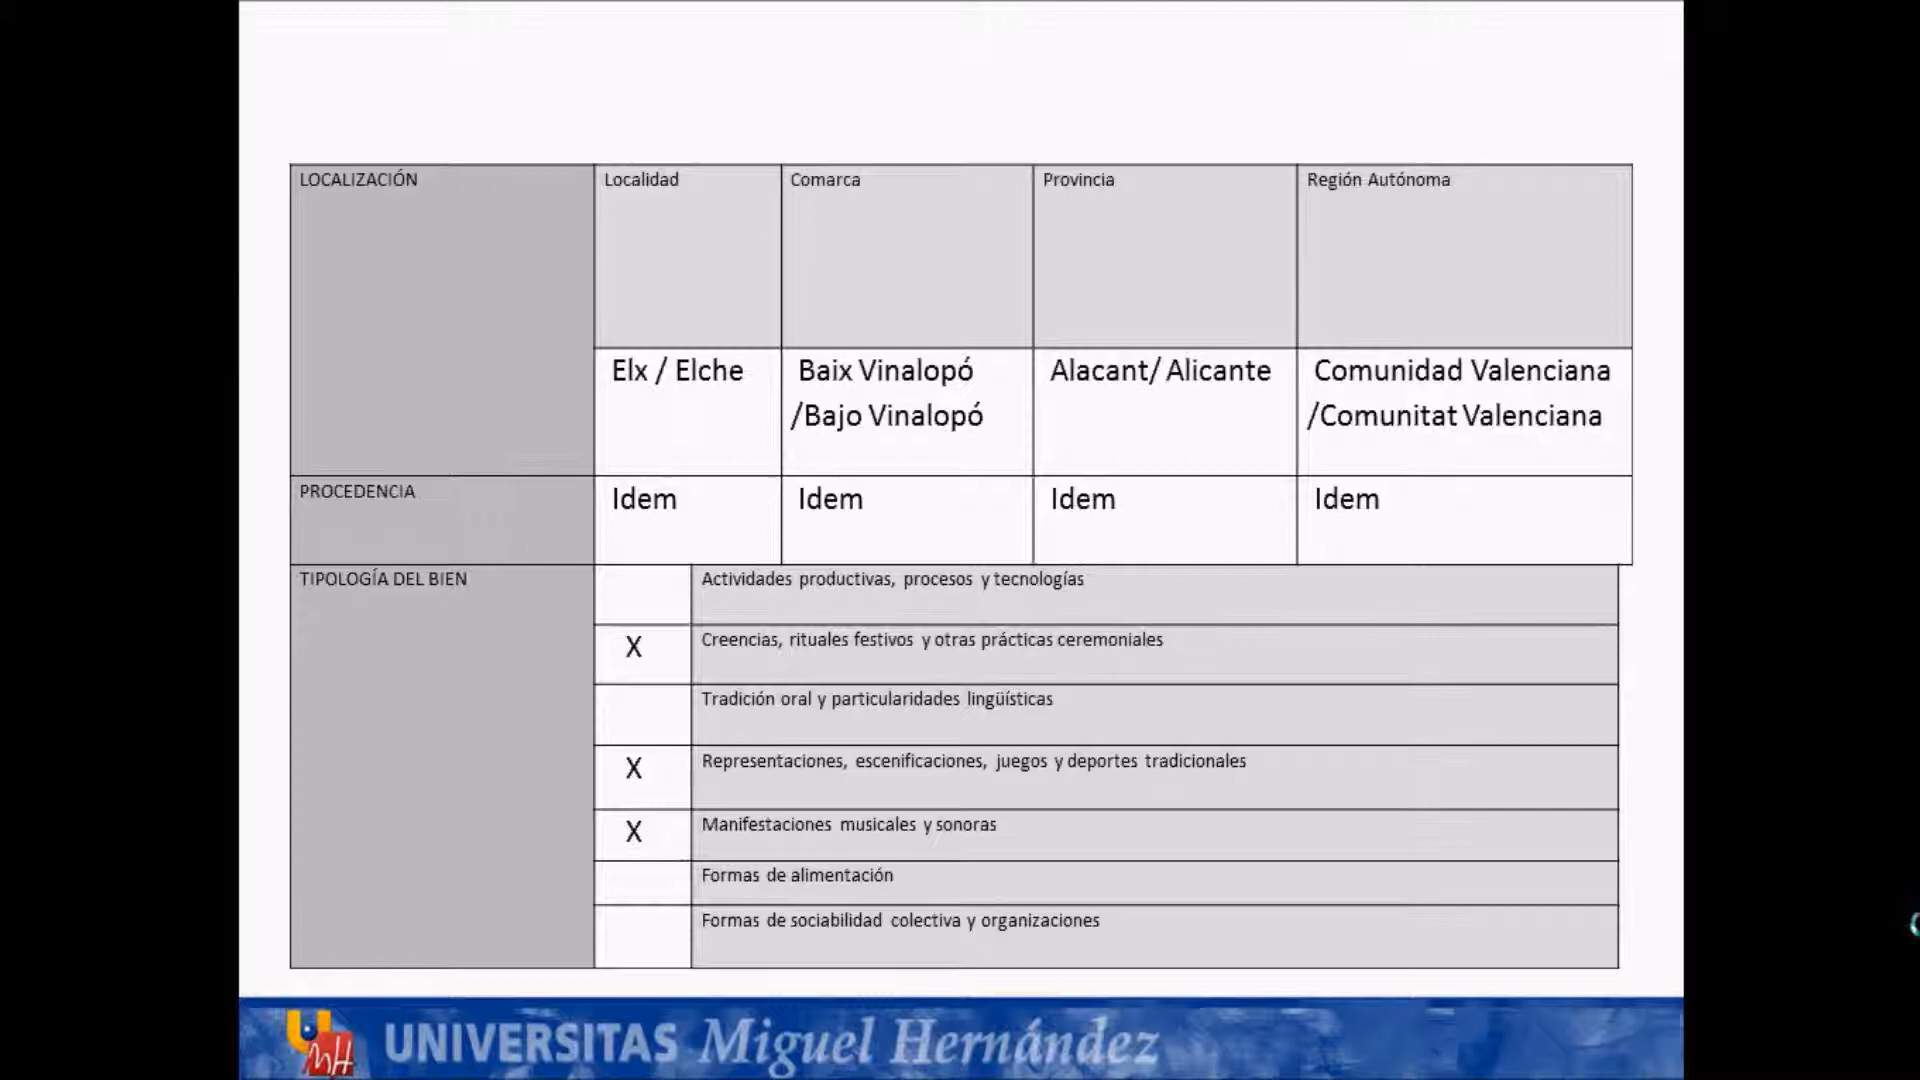 LOCALIZACIÓN Localidad Comarca Provincia Región Autónoma
Elx / Elche Baix Vinalopó Alacant/ Alicante Comunidad Valenciana
/Bajo Vinalopó /Comunitat Valenciana
PROCEDENCIA Idem Idem Idem Idem
TIPOLOGÍA DEL BIEN Actividades productivas, procesos y tecnologías
X Creencias, rituales festivos y otras prácticas ceremoniales
Tradición oral y particularidades lingüísticas
X Representaciones, escenificaciones, juegos y deportes tradicionales
X Manifestaciones musicales y sonoras
Formas de alimentación
Formas de sociabilidad colectiva y organizaciones
UNIVERSITAS Miguel Hernández